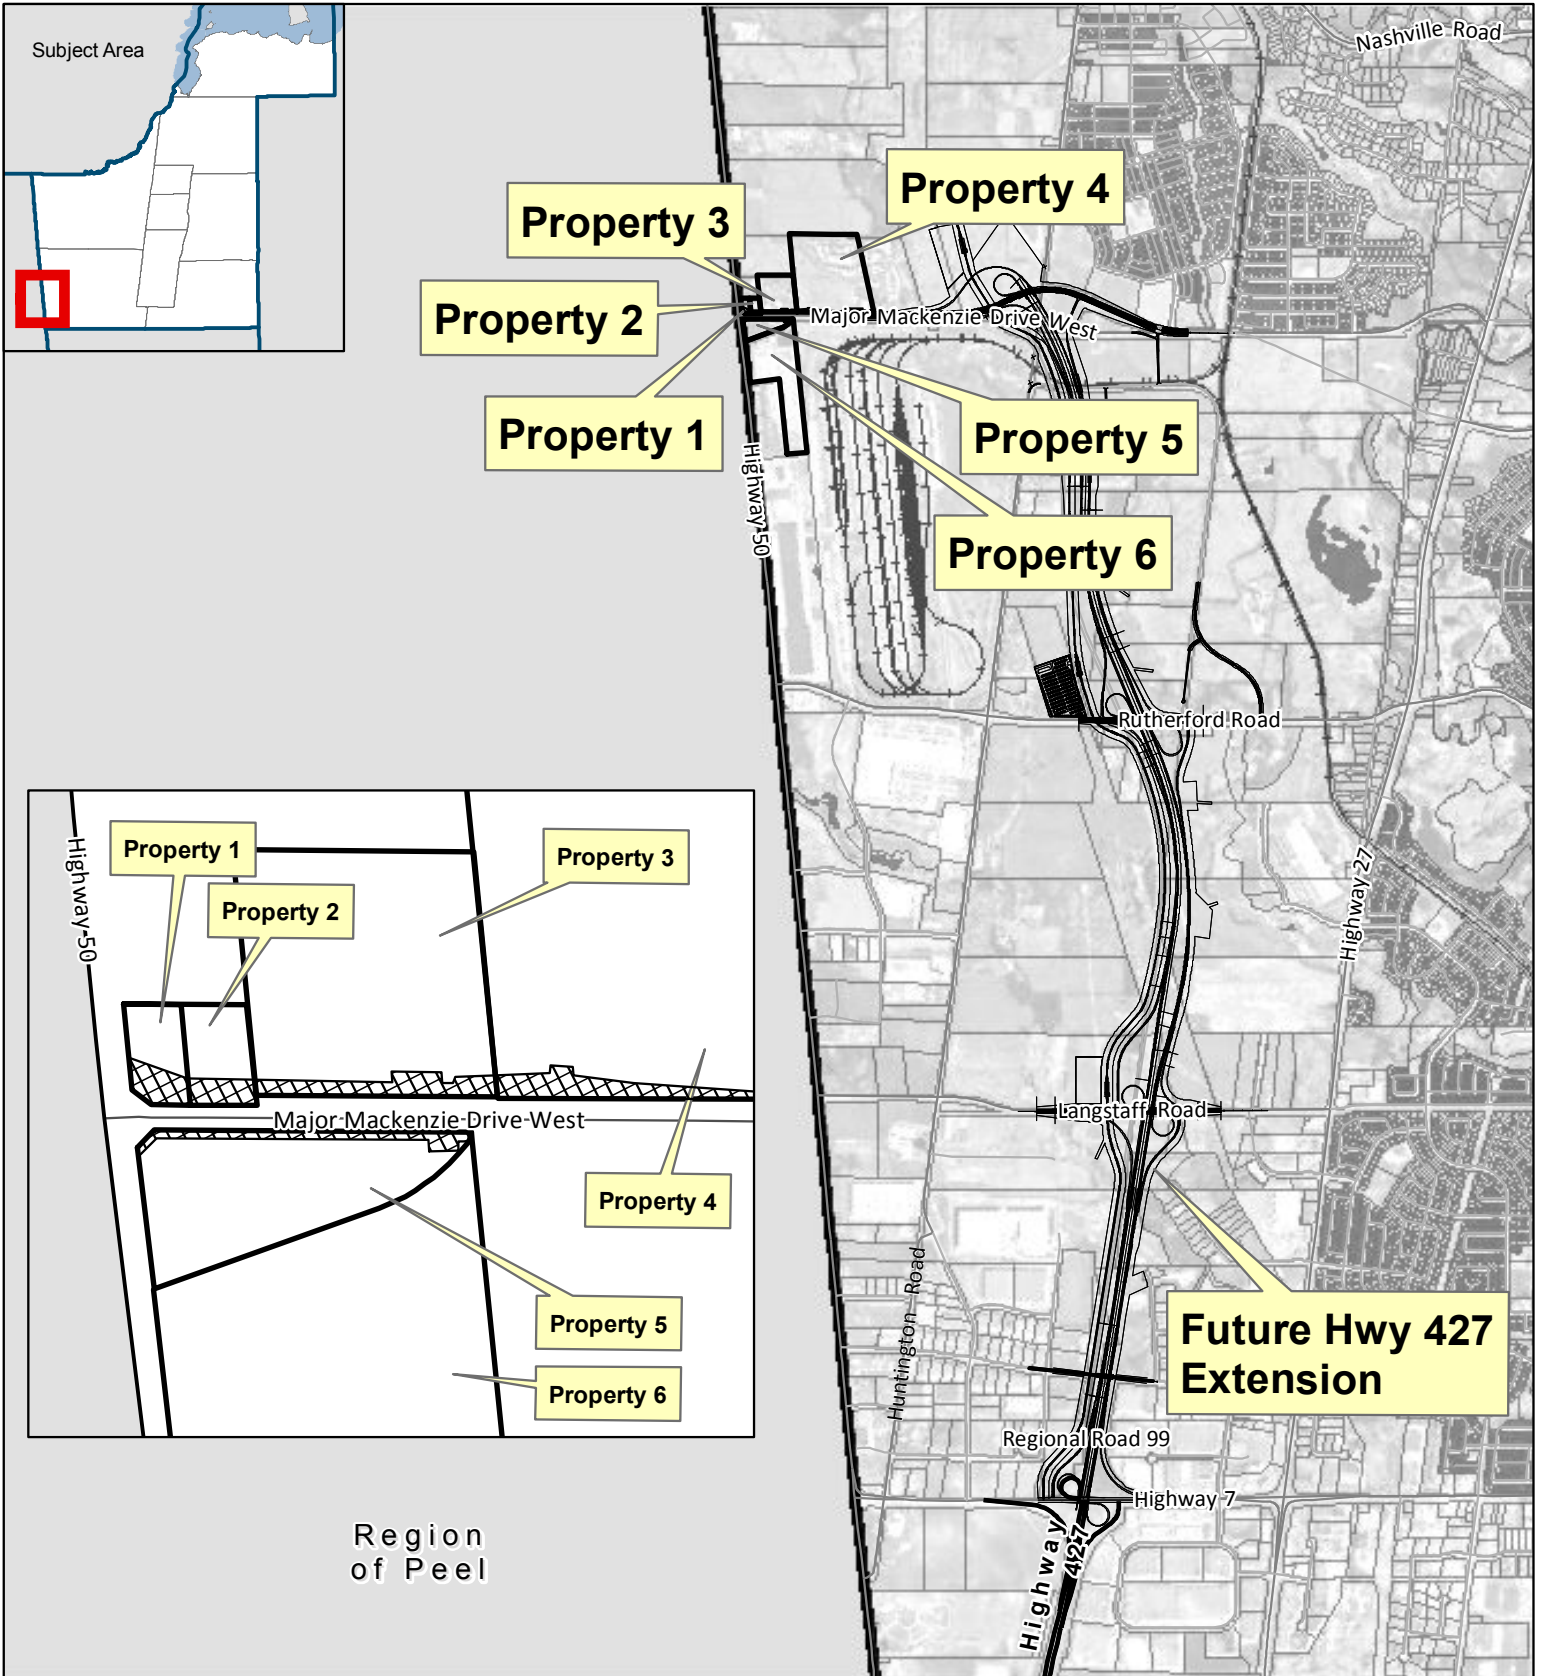 Subject Area
Nashville Road
Property 4
Property 3
Property 2
Major Mackenzie Drive West
Property 1
Property 5
Highway 50
Property 6
Rutherford Road
Highway 27
Langstaff Road
Huntington Road
Future Hwy 427
Extension
Regional Road 99
Highway 7
Highway
427
Highway 50
Property 1
Property 2
Property 3
Major Mackenzie Drive West
Property 4
Property 5
Property 6
Region
of Peel